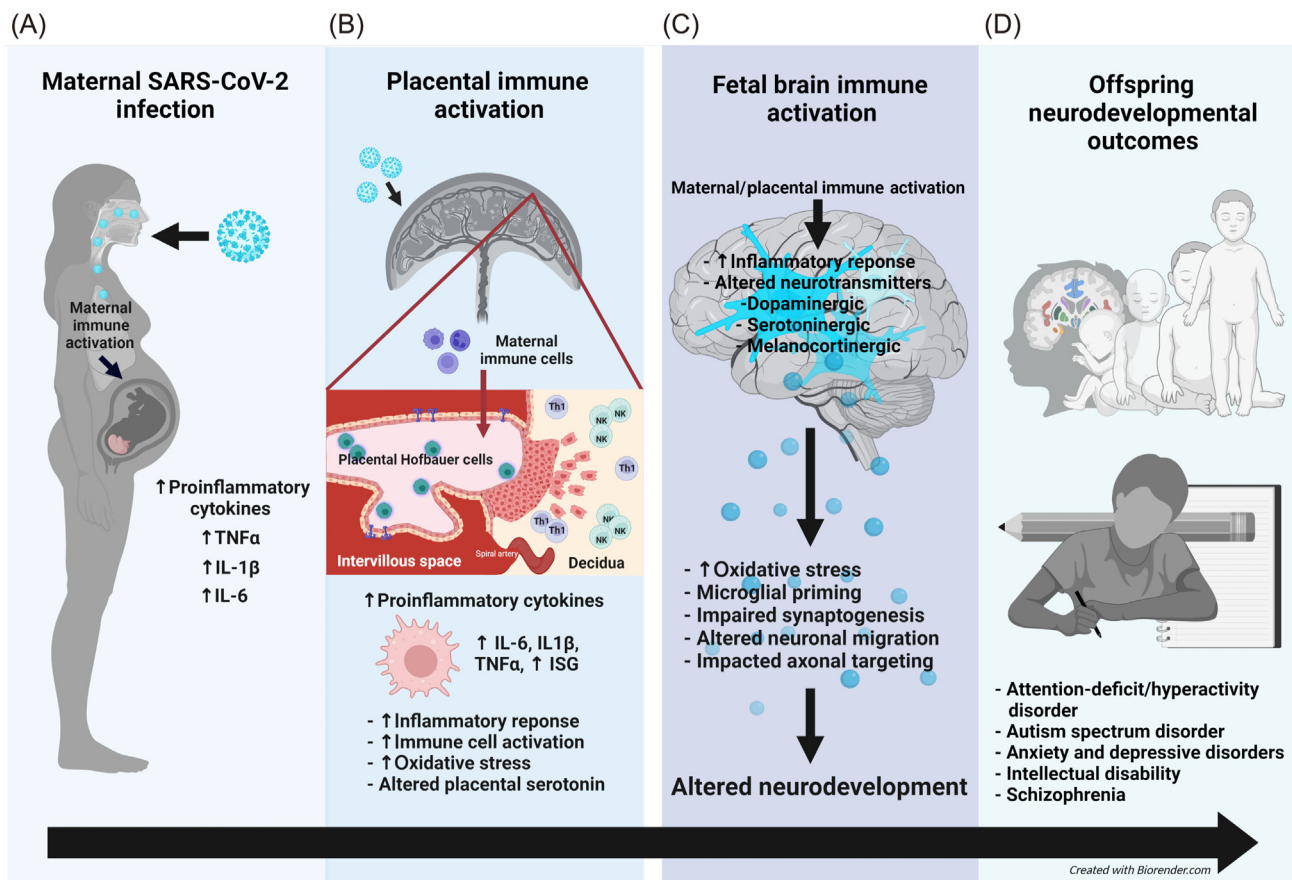 (A)
Maternal SARS-CoV-2
infection
Maternal
immune
activation
↑Proinflammatory
cytokines
↑TNFα
↑IL-1β
↑IL-6
(B)
Placental immune
activation
Maternal
immune cells
Th1
NK
NK
NK
Placental Hofbauer cells
Th1
Th1
Th1
NK
NK
NK
Intervillous space
Spiral artery
Decidua
↑Proinflammatory cytokines
↑ IL-6, IL1β,
TNFα, ↑ ISG
- ↑Inflammatory reponse
- ↑Immune cell activation
- ↑Oxidative stress
- Altered placental serotonin
(C)
Fetal brain immune
activation
Maternal/placental immune activation
- ↑Inflammatory reponse
- Altered neurotransmitters
-Dopaminergic
- Serotoninergic
- Melanocortinergic
- ↑Oxidative stress
- Microglial priming
- Impaired synaptogenesis
- Altered neuronal migration
- Impacted axonal targeting
Altered neurodevelopment
(D)
Offspring
neurodevelopmental
outcomes
- Attention-deficit/hyperactivity
disorder
- Autism spectrum disorder
- Anxiety and depressive disorders
- Intellectual disability
- Schizophrenia
Created with Biorender.com